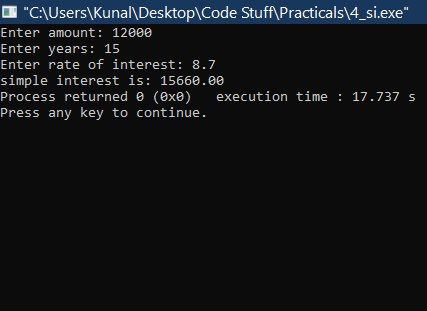 "C:\Users\Kunal\Desktop\Code Stuff\Practicals\4_si.exe"
Enter amount: 12000
Enter years: 15
Enter rate of interest: 8.7
simple interest is: 15660.00
Process returned 0 (0x0)   execution time : 17.737 s
Press any key to continue.